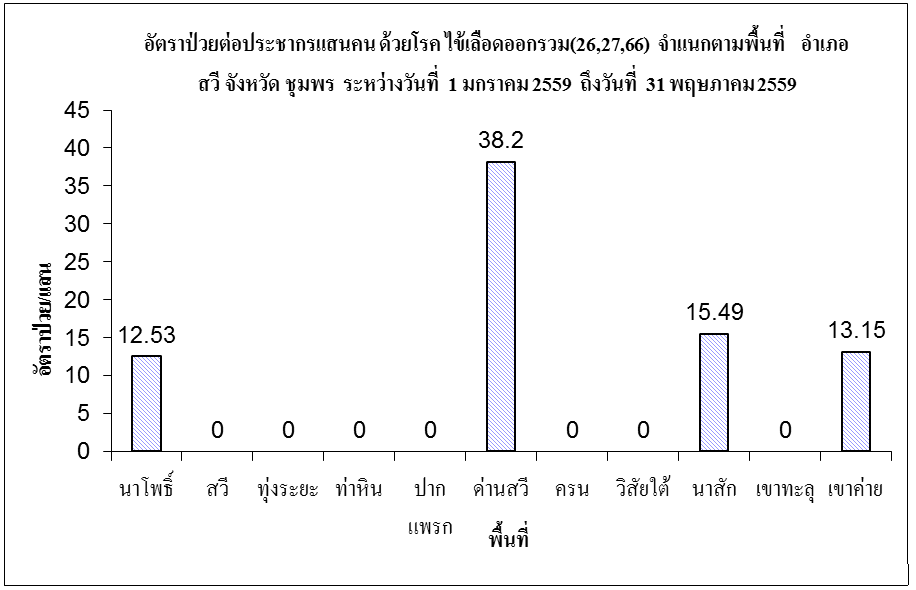 อัตราป่วยต่อประชากรแสนคน ด้วยโรค ไข้เลือดออกรวม(26,27,66) จำแนกตามพื้นที่ อำเภอ
สวี จังหวัด ชุมพร ระหว่างวันที่ 1 มกราคม 2559 ถึงวันที่ 31 พฤษภาคม 2559
อัตราป่วย/แสน
45
40
35
30
25
20
15
10
5
0
12.53
0
0
0
0
38.2
0
0
15.49
0
13.15
นาโพธิ์
สวี
ทุ่งระยะ
ท่าหิน
ปาก
แพรก
ด่านสวี
ครน
วิสัยใต้
นาสัก
เขาทะลุ
เขาค่าย
พื้นที่